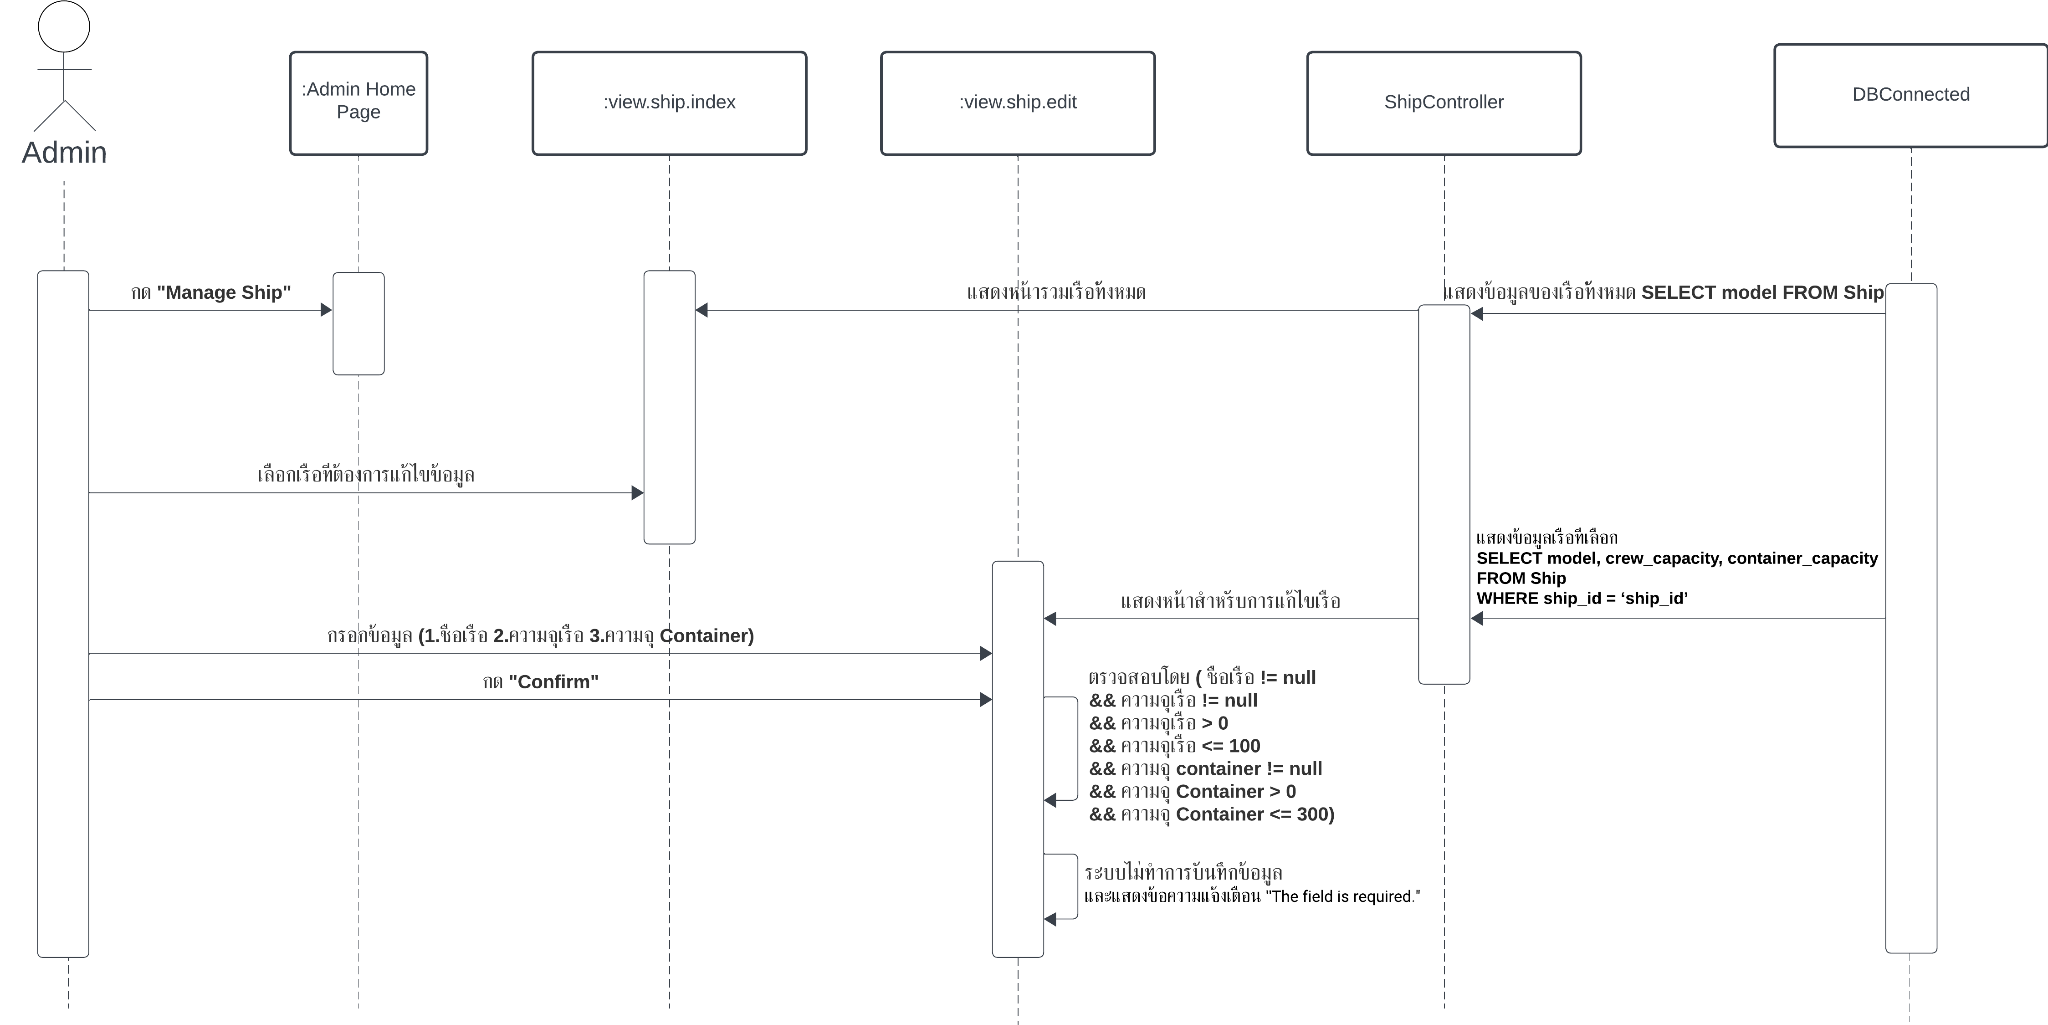 Admin
:Admin Home
Page
:view.ship.index
:view.ship.edit
ShipController
DBConnected
กด "Manage Ship"
แสดงหน้ารวมเรือทั้งหมด
แสดงข้อมูลของเรือทั้งหมด SELECT model FROM Ship
เลือกเรือที่ต้องการแก้ไขข้อมูล
แสดงข้อมูลเรือที่เลือก
SELECT model, crew_capacity, container_capacity
FROM Ship
WHERE ship_id = ‘ship_id’
แสดงหน้าสำหรับการแก้ไขเรือ
กรอกข้อมูล (1.ชื่อเรือ 2.ความจุเรือ 3.ความจุ Container)
กด "Confirm"
ตรวจสอบโดย ( ชื่อเรือ != null
&& ความจุเรือ != null
&& ความจุเรือ > 0
&& ความจุเรือ <= 100
&& ความจุ container != null
&& ความจุ Container > 0
&& ความจุ Container <= 300)
ระบบไม่ทำการบันทึกข้อมูล
และแสดงข้อความแจ้งเตือน "The field is required."